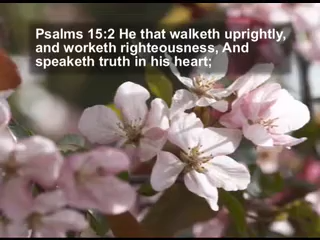 Psalms 15:2 He that walketh uprightly,
and worketh righteousness, And
speaketh truth in his heart;